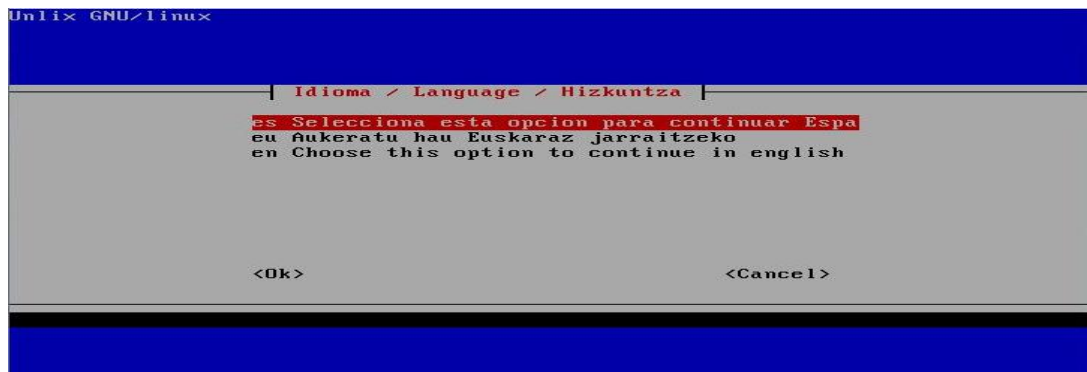 Unlix GNU/linux
Idioma / Language / Hizkuntza
es Selecciona esta opcion para continuar Espa
eu Aukeratu hau Euskaraz jarraitzeko
en Choose this option to continue in english
<Ok> <Cancel>